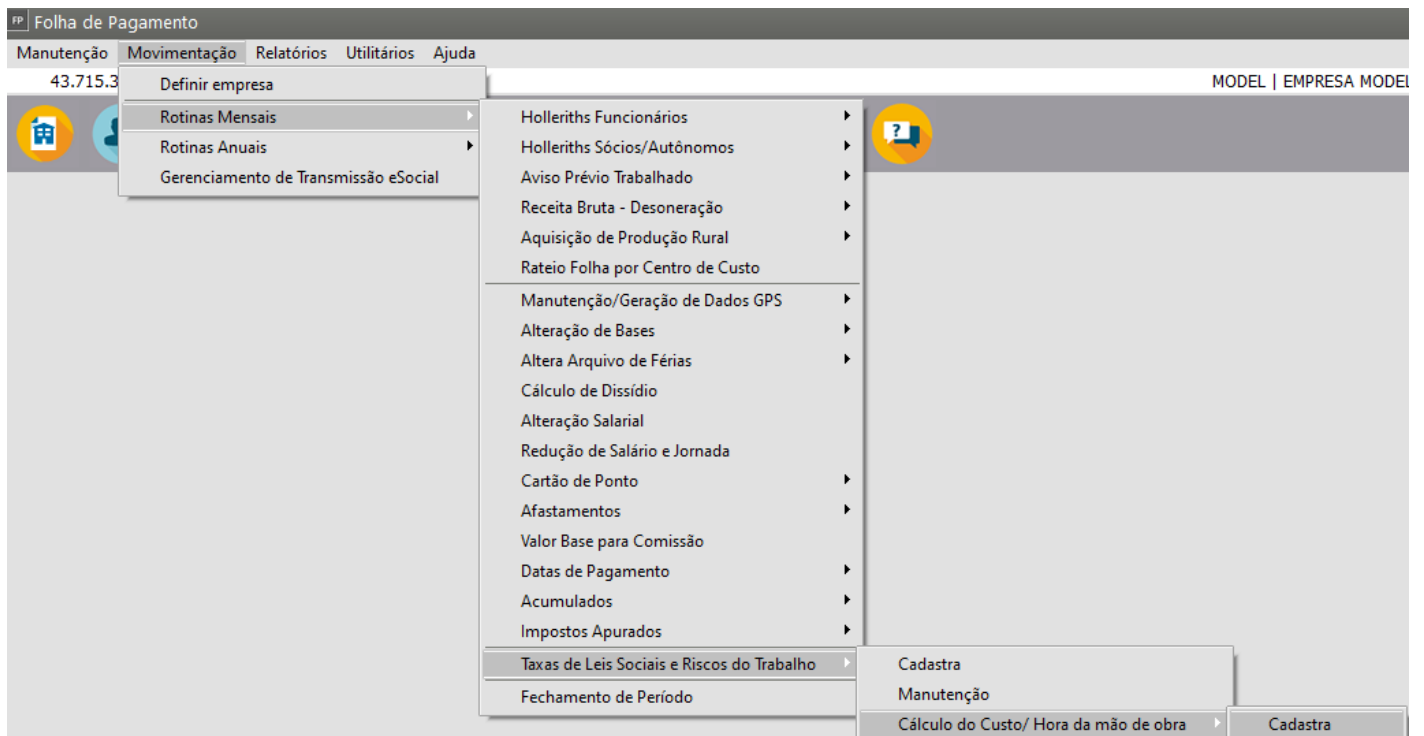 FP Folha de Pagamento
Manutenção Movimentação Relatórios Utilitários Ajuda
43.715.3 MODEL | EMPRESA MODEL
Definir empresa
Rotinas Mensais
Rotinas Anuais
Gerenciamento de Transmissão eSocial
Holleriths Funcionários
Holleriths Sócios/Autônomos
Aviso Prévio Trabalhado
Receita Bruta - Desoneração
Aquisição de Produção Rural
Rateio Folha por Centro de Custo
Manutenção/Geração de Dados GPS
Alteração de Bases
Altera Arquivo de Férias
Cálculo de Dissídio
Alteração Salarial
Redução de Salário e Jornada
Cartão de Ponto
Afastamentos
Valor Base para Comissão
Datas de Pagamento
Acumulados
Impostos Apurados
Taxas de Leis Sociais e Riscos do Trabalho
Fechamento de Período
Cadastra
Manutenção
Cálculo do Custo/ Hora da mão de obra
Cadastra